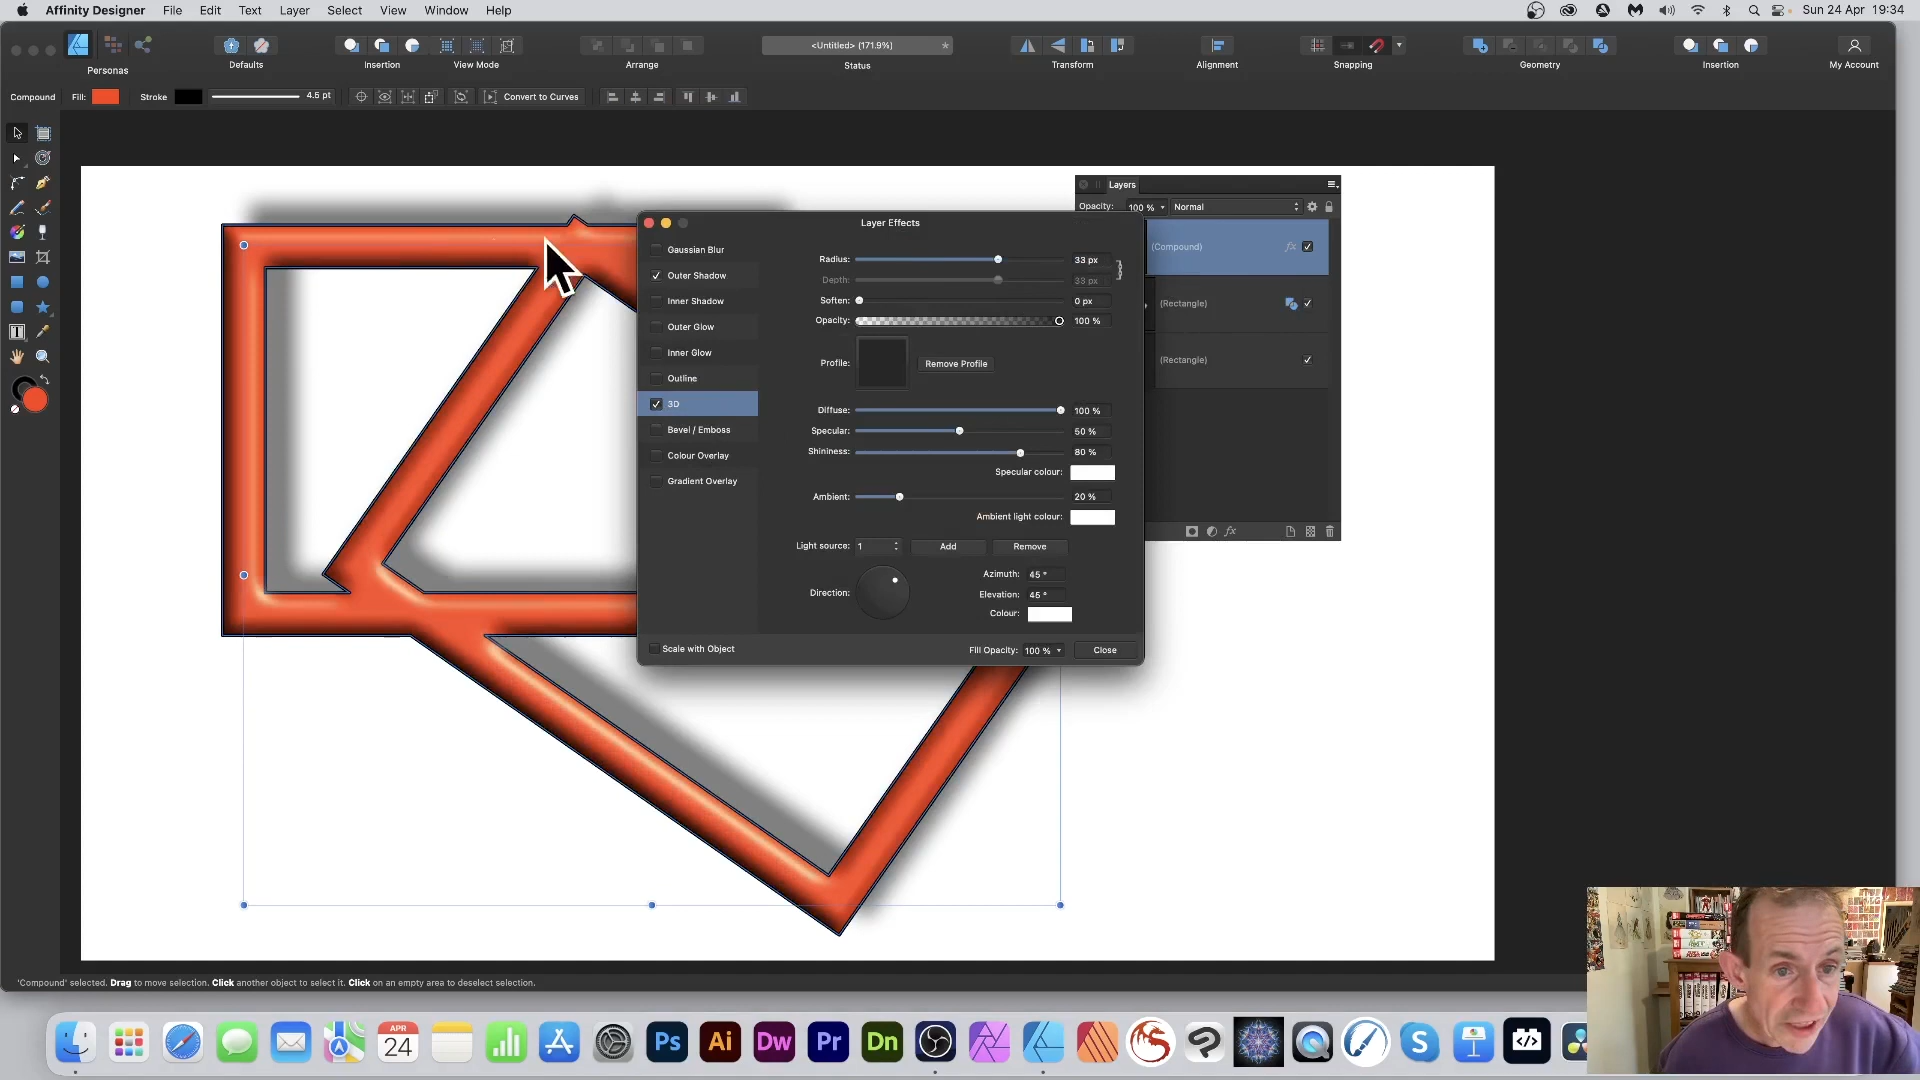 Affinity Designer File Edit Text Layer Select View Window Help
Sun 24 Apr 19:34
<Untitled> (171.9%)
Personas Defaults Insertion View Mode Arrange Status Transform Alignment Snapping Geometry Insertion My Account
Compound Fill: Stroke 4.5 pt Convert to Curves
Layers
Opacity: 100 % Normal
(Compound)
(Rectangle)
(Rectangle)
Layer Effects
Gaussian Blur
Outer Shadow
Inner Shadow
Outer Glow
Inner Glow
Outline
3D
Bevel / Emboss
Colour Overlay
Gradient Overlay
Radius: 33 px
Depth: 33 px
Soften: 0 px
Opacity: 100 %
Profile: Remove Profile
Diffuse: 100 %
Specular: 50 %
Shininess: 80 %
Specular colour:
Ambient: 20 %
Ambient light colour:
Light source: 1 Add Remove
Direction:
Azimuth: 45 °
Elevation: 45 °
Colour:
Scale with Object
Fill Opacity: 100 % Close
'Compound' selected. Drag to move selection. Click another object to select it. Click on an empty area to deselect selection.
APR
24
Ps Ai Dw Pr Dn